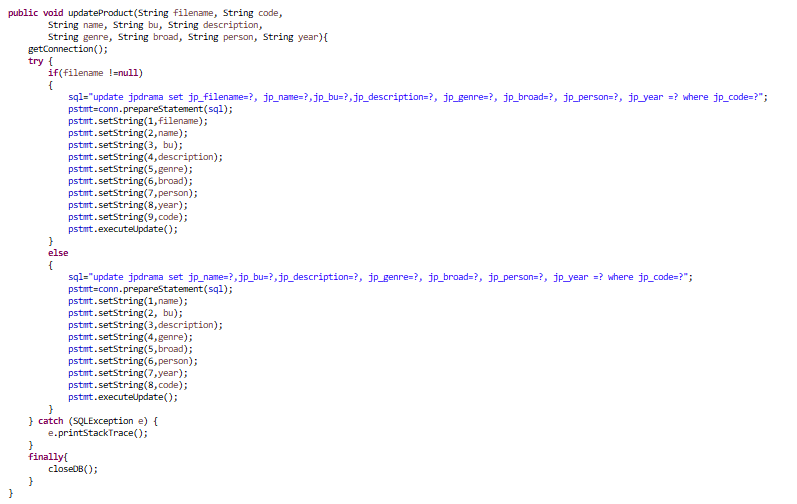 public void updateProduct(String filename, String code,
        String name, String bu, String description,
        String genre, String broad, String person, String year){
    getConnection();
    try {
        if(filename !=null)
        {
            sql="update jpdrama set jp_filename=?, jp_name=?,jp_bu=?,jp_description=?, jp_genre=?, jp_broad=?, jp_person=?, jp_year =? where jp_code=?";
            pstmt=conn.prepareStatement(sql);
            pstmt.setString(1,filename);
            pstmt.setString(2,name);
            pstmt.setString(3, bu);
            pstmt.setString(4,description);
            pstmt.setString(5,genre);
            pstmt.setString(6,broad);
            pstmt.setString(7,person);
            pstmt.setString(8,year);
            pstmt.setString(9,code);
            pstmt.executeUpdate();
        }
        else
        {
            sql="update jpdrama set jp_name=?,jp_bu=?,jp_description=?, jp_genre=?, jp_broad=?, jp_person=?, jp_year =? where jp_code=?";
            pstmt=conn.prepareStatement(sql);
            pstmt.setString(1,name);
            pstmt.setString(2, bu);
            pstmt.setString(3,description);
            pstmt.setString(4,genre);
            pstmt.setString(5,broad);
            pstmt.setString(6,person);
            pstmt.setString(7,year);
            pstmt.setString(8,code);
            pstmt.executeUpdate();
        }
    } catch (SQLException e) {
        e.printStackTrace();
    }
    finally{
        closeDB();
    }
}